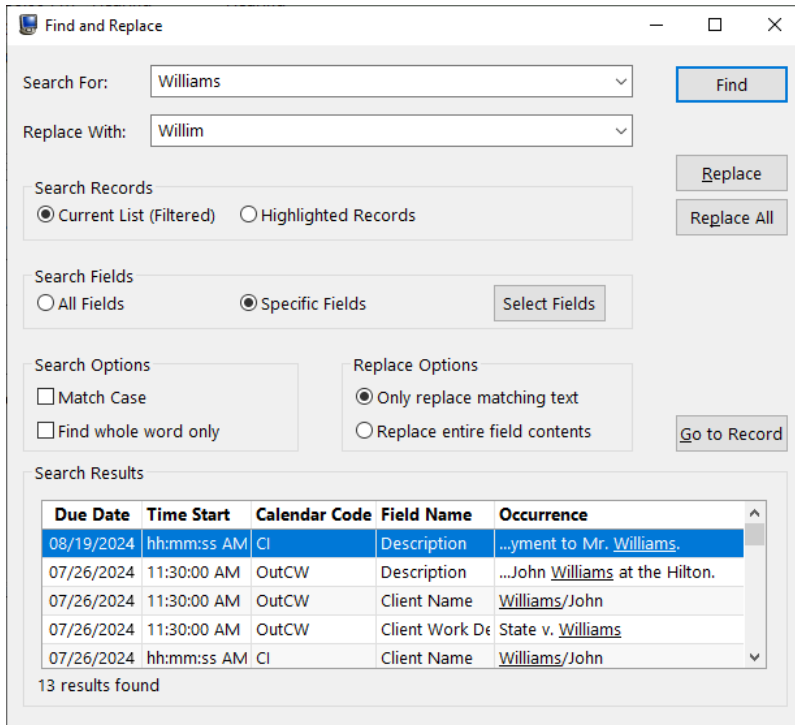 Find and Replace
Search For: Williams Find
Replace With: Willim
Replace
Search Records
Current List (Filtered) Highlighted Records Replace All
Search Fields
All Fields Specific Fields Select Fields
Search Options Replace Options
Match Case Only replace matching text
Find whole word only Replace entire field contents Go to Record
Search Results
Due Date Time Start Calendar Code Field Name Occurrence
08/19/2024 hh:mm:ss AM CI Description ...yment to Mr. Williams.
07/26/2024 11:30:00 AM OutCW Description ...John Williams at the Hilton.
07/26/2024 11:30:00 AM OutCW Client Name Williams/John
07/26/2024 11:30:00 AM OutCW Client Work De State v. Williams
07/26/2024 hh:mm:ss AM CI Client Name Williams/John
13 results found